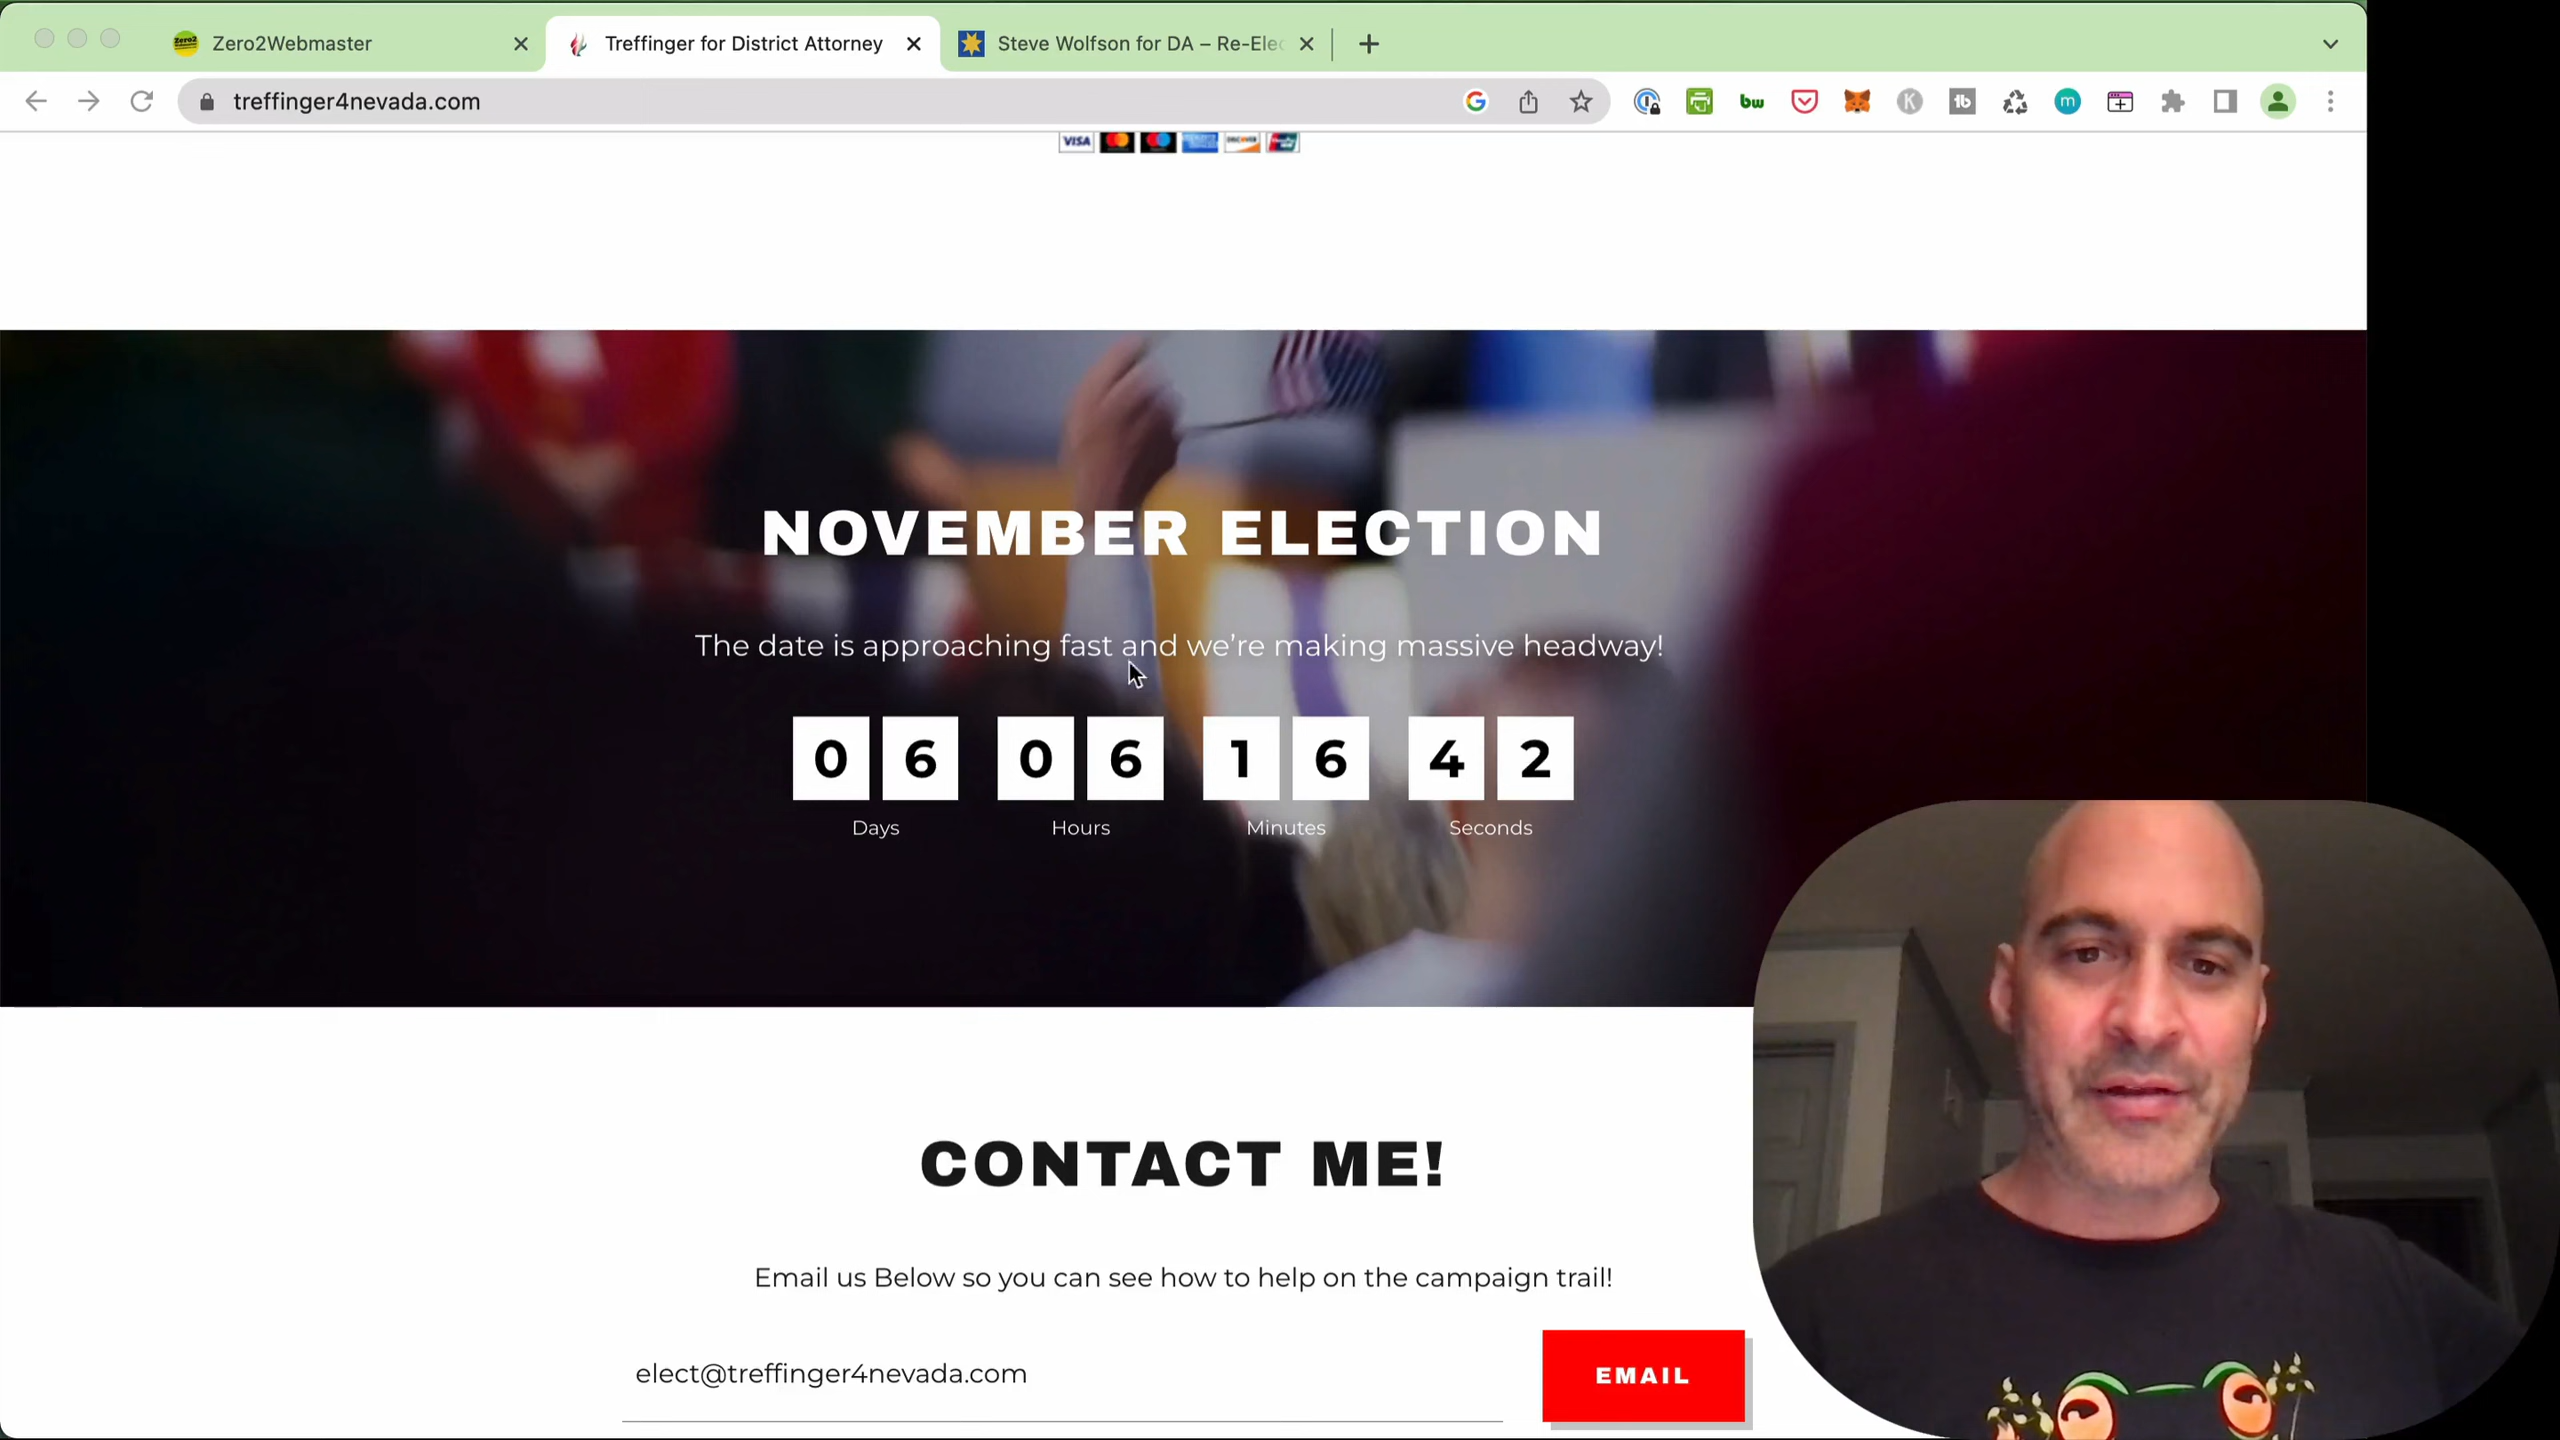 Zero2Webmaster
Treffinger for District Attorney
Steve Wolfson for DA – Re-Elec
treffinger4nevada.com
VISA
DISCOVER
NOVEMBER ELECTION
The date is approaching fast and we're making massive headway!
0 6 0 6 1 6 4 2
Days Hours Minutes Seconds
CONTACT ME!
Email us Below so you can see how to help on the campaign trail!
elect@treffinger4nevada.com
EMAIL